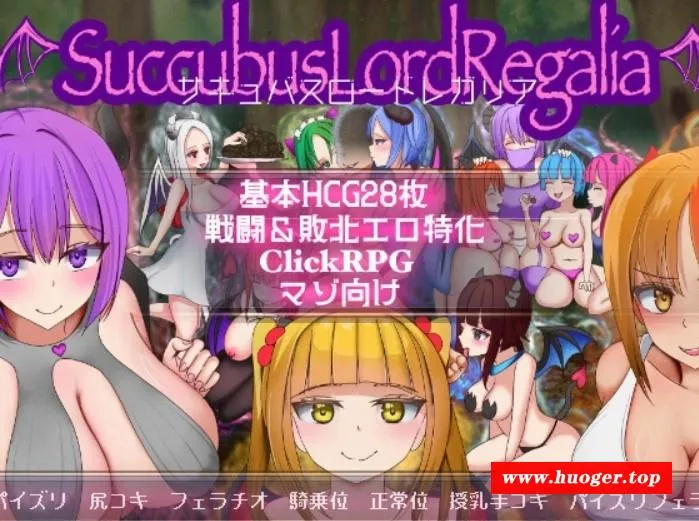 SuccubusLordRegalia
サキュバスロードレガリア
基本HCG28枚
戦闘&敗北エロ特化
ClickRPG
マゾ向け
www.huoger.top
パイズリ 尻コキ フェラチオ 騎乗位 正常位 授乳手コキ パイズリフェラ